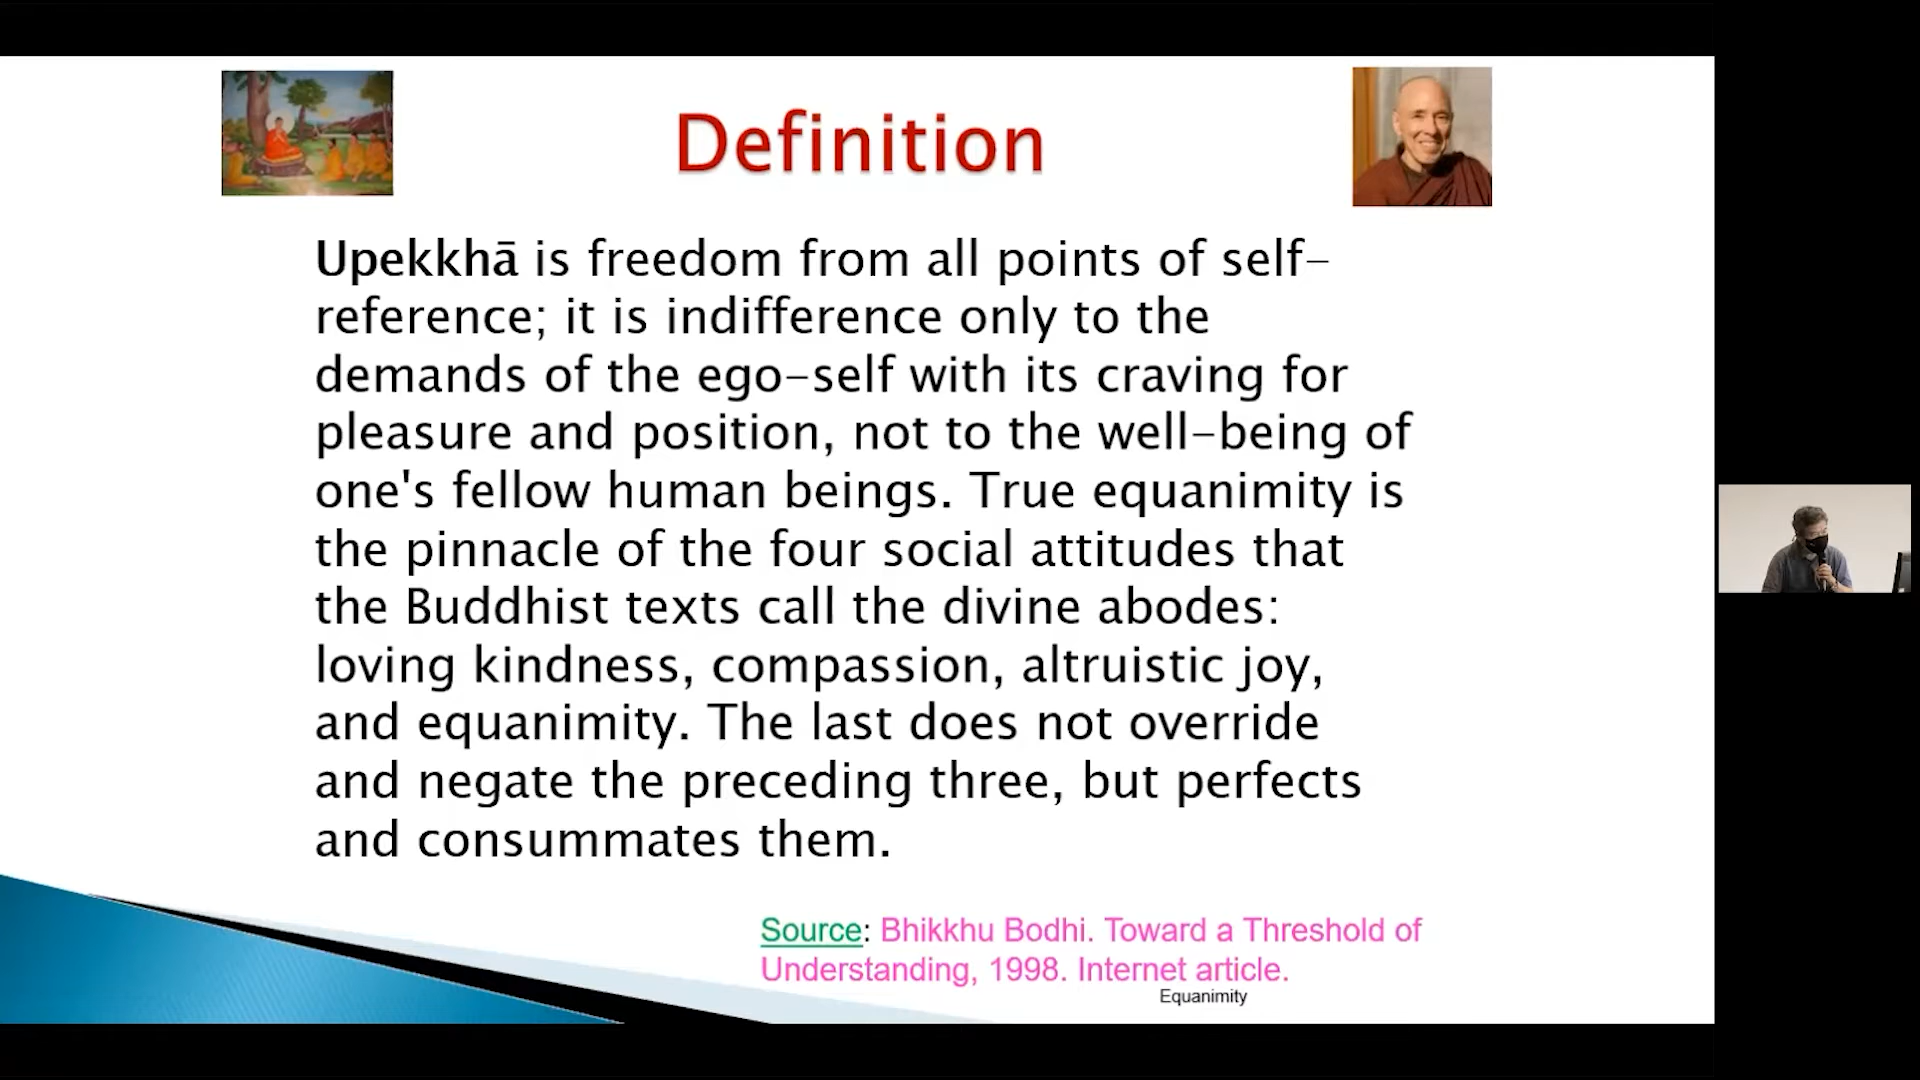 Definition
Upekkhā is freedom from all points of self-
reference; it is indifference only to the
demands of the ego-self with its craving for
pleasure and position, not to the well-being of
one's fellow human beings. True equanimity is
the pinnacle of the four social attitudes that
the Buddhist texts call the divine abodes:
loving kindness, compassion, altruistic joy,
and equanimity. The last does not override
and negate the preceding three, but perfects
and consummates them.
Source: Bhikkhu Bodhi. Toward a Threshold of
Understanding, 1998. Internet article.
Equanimity